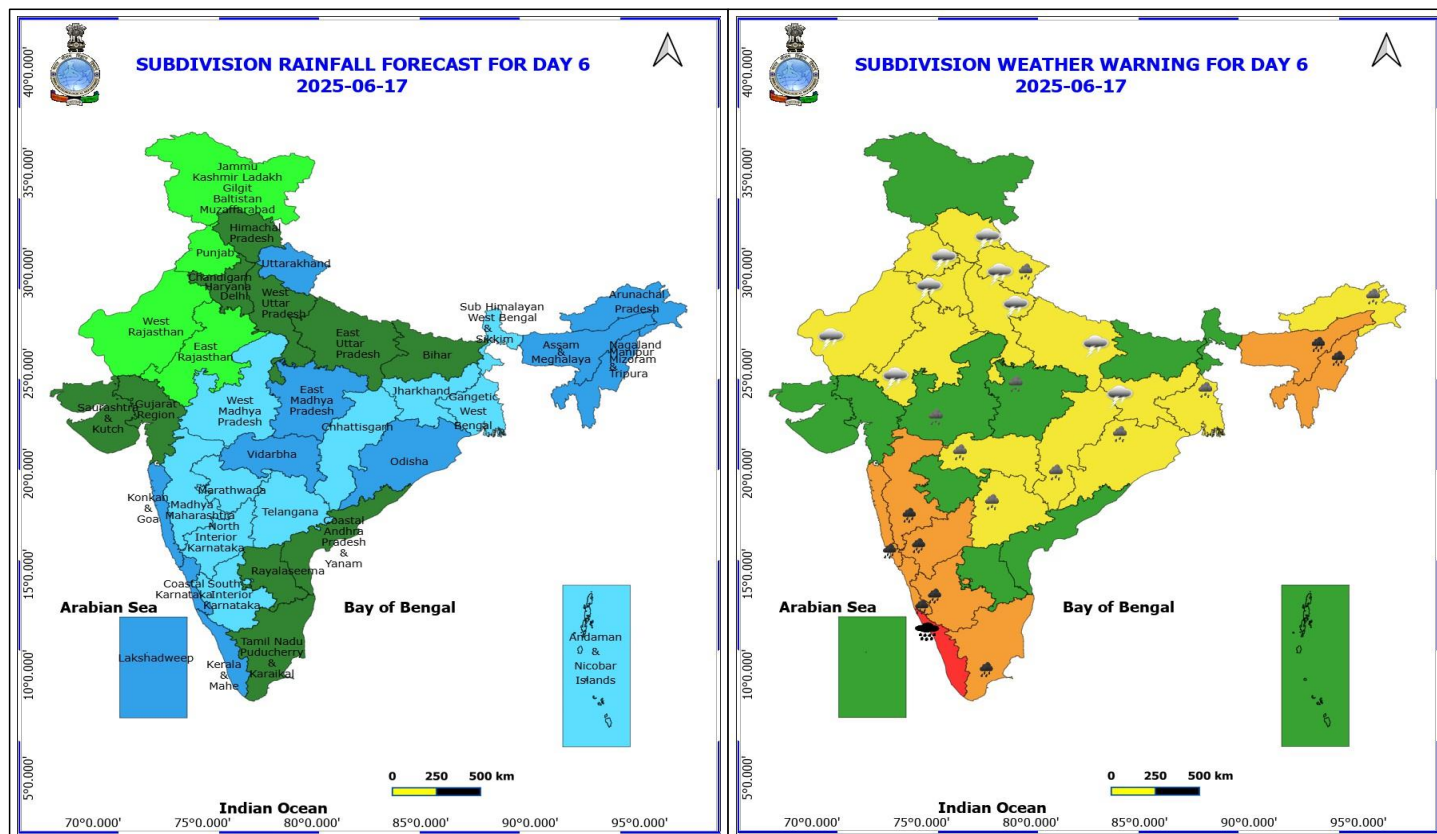 SUBDIVISION RAINFALL FORECAST FOR DAY 6
2025-06-17
40°0.000'
35°0.000'
30°0.000'
25°0.000'
20°0.000'
15°0.000'
10°0.000'
5°0.000'
Jammu
Kashmir Ladakh
Gilgit
Baltistan
Muzaffarabad
Himachal
Pradesh
Punjab
Uttarakhand
Chandigarh
Haryana
Delhi
West
Uttar
Pradesh
West
Rajasthan
East
Rajasthan
East
Uttar
Pradesh
Bihar
Sub Himalayan
West Bengal
&
Sikkim
Arunachal
Pradesh
Assam
&
Meghalaya
Nagaland
Manipur
Mizoram
&
Tripura
Saurashtra
&
Kutch
Gujarat
Region
West
Madhya
Pradesh
East
Madhya
Pradesh
Jharkhand
Gangetic
West
Bengal
Chhattisgarh
Vidarbha
Odisha
Konkan
&
Goa
Marathwada
Madhya
Maharashtra
Telangana
North
Interior
Karnataka
Coastal
Andhra
Pradesh
&
Yanam
Rayalaseema
Coastal
Karnataka
South
Interior
Karnataka
Arabian Sea
Bay of Bengal
Lakshadweep
Kerala
&
Mahe
Tamil Nadu
Puducherry
&
Karaikal
Andaman
&
Nicobar
Islands
0 250 500 km
Indian Ocean
70°0.000' 75°0.000' 80°0.000' 85°0.000' 90°0.000' 95°0.000'
SUBDIVISION WEATHER WARNING FOR DAY 6
2025-06-17
40°0.000'
35°0.000'
30°0.000'
25°0.000'
20°0.000'
15°0.000'
10°0.000'
5°0.000'
Arabian Sea
Bay of Bengal
0 250 500 km
Indian Ocean
70°0.000' 75°0.000' 80°0.000' 85°0.000' 90°0.000' 95°0.000'